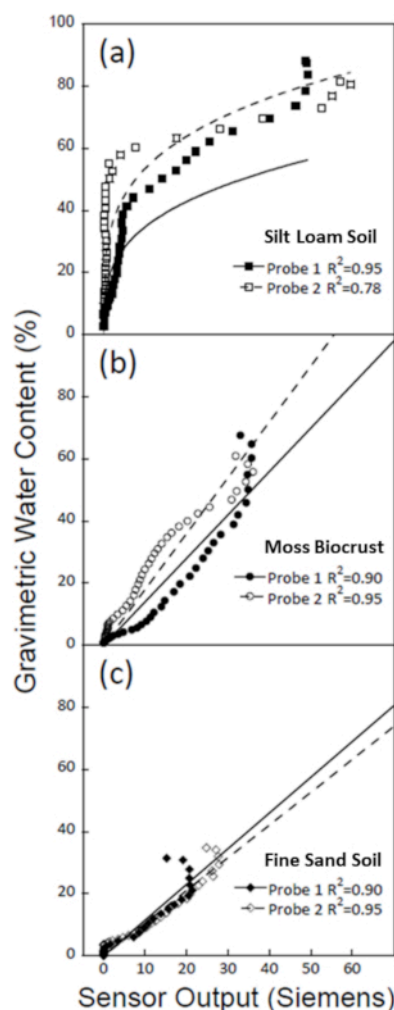 Gravimetric Water Content (%)
100
(a)
80
60
40
20
0
Silt Loam Soil
Probe 1 R²=0.95
Probe 2 R²=0.78
(b)
80
60
40
20
0
Moss Biocrust
Probe 1 R²=0.90
Probe 2 R²=0.95
(c)
80
60
40
20
0
Fine Sand Soil
Probe 1 R²=0.90
Probe 2 R²=0.95
0 10 20 30 40 50 60
Sensor Output (Siemens)